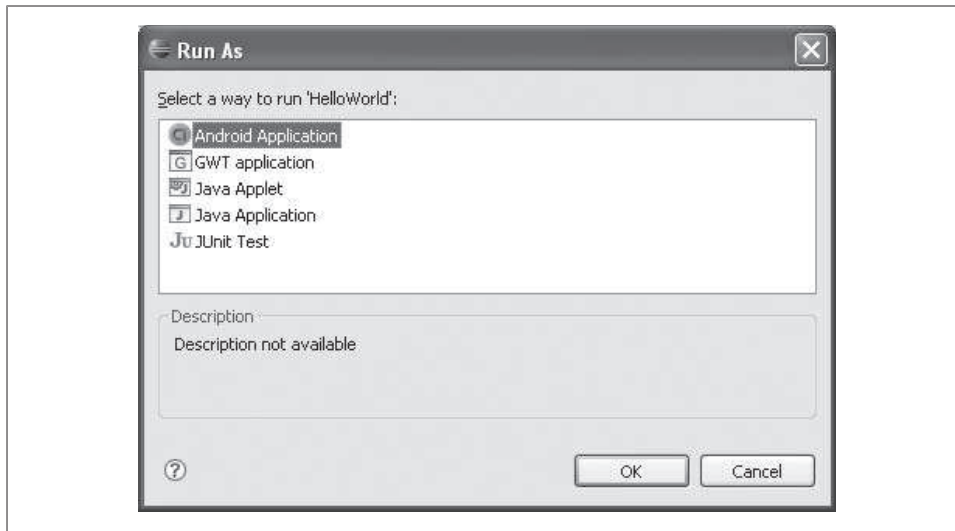 Run As
Select a way to run 'HelloWorld':
Android Application
G GWT application
Java Applet
J Java Application
Ju JUnit Test
Description
Description not available
? 
OK Cancel